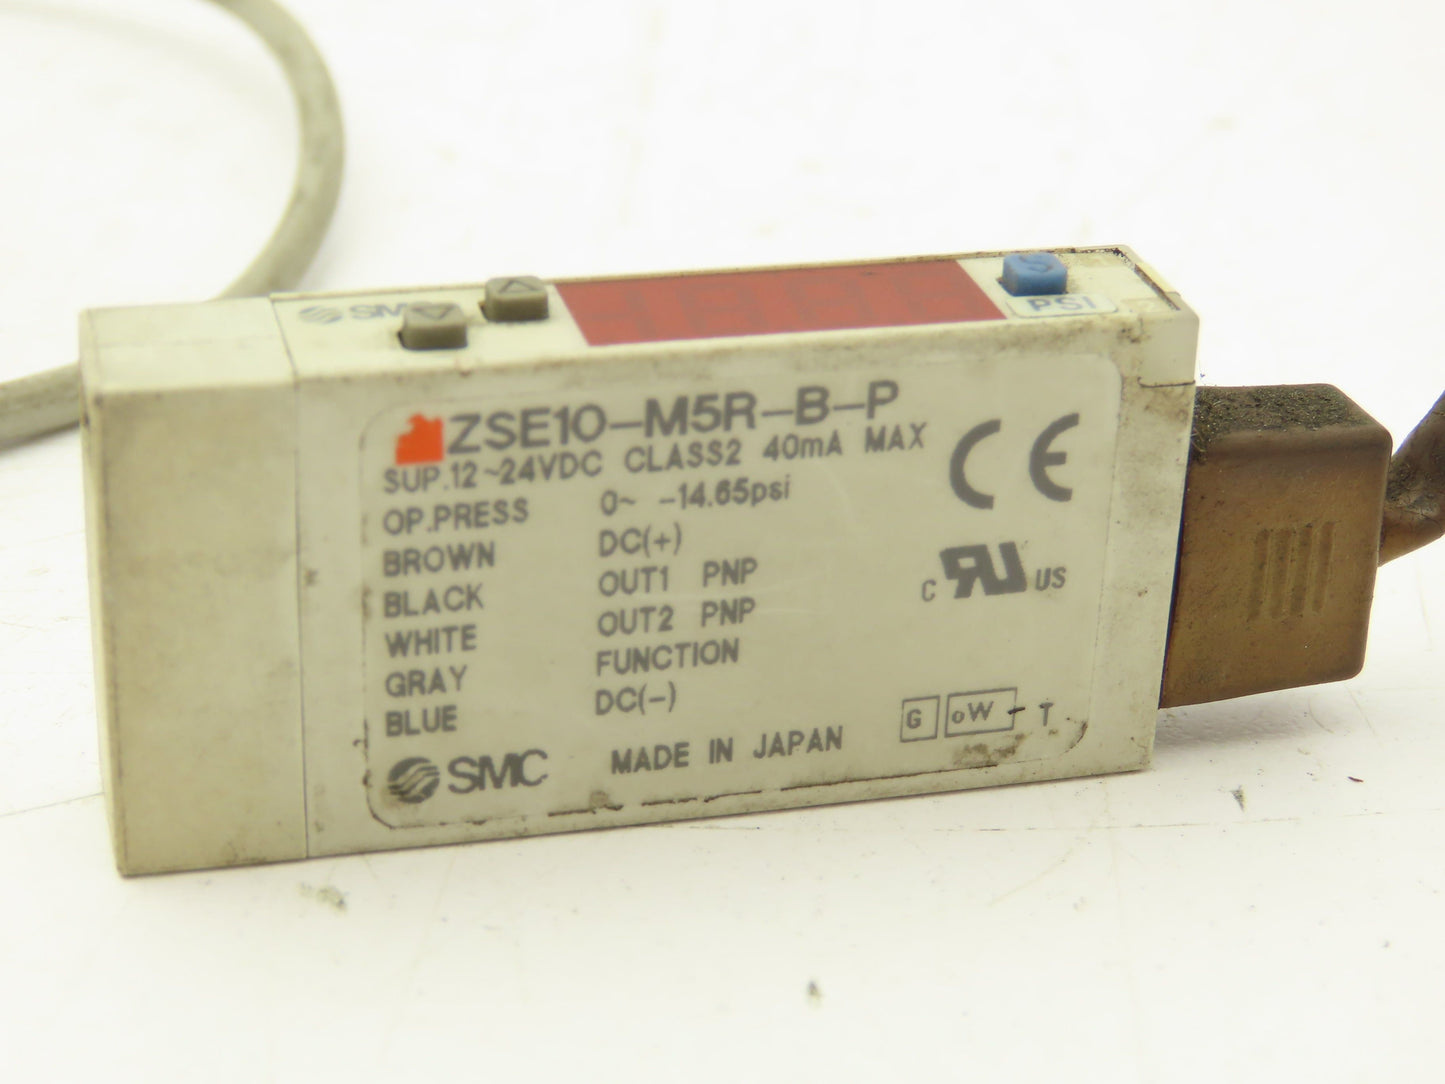 SMC
PSI
ZSE10-M5R-B-P
SUP.12~24VDC CLASS2 40mA MAX
OP.PRESS 0~ -14.65psi
BROWN DC(+)
BLACK OUT1 PNP
WHITE OUT2 PNP
GRAY FUNCTION
BLUE DC(-)
SMC MADE IN JAPAN
CE
C RU US
G oW - T